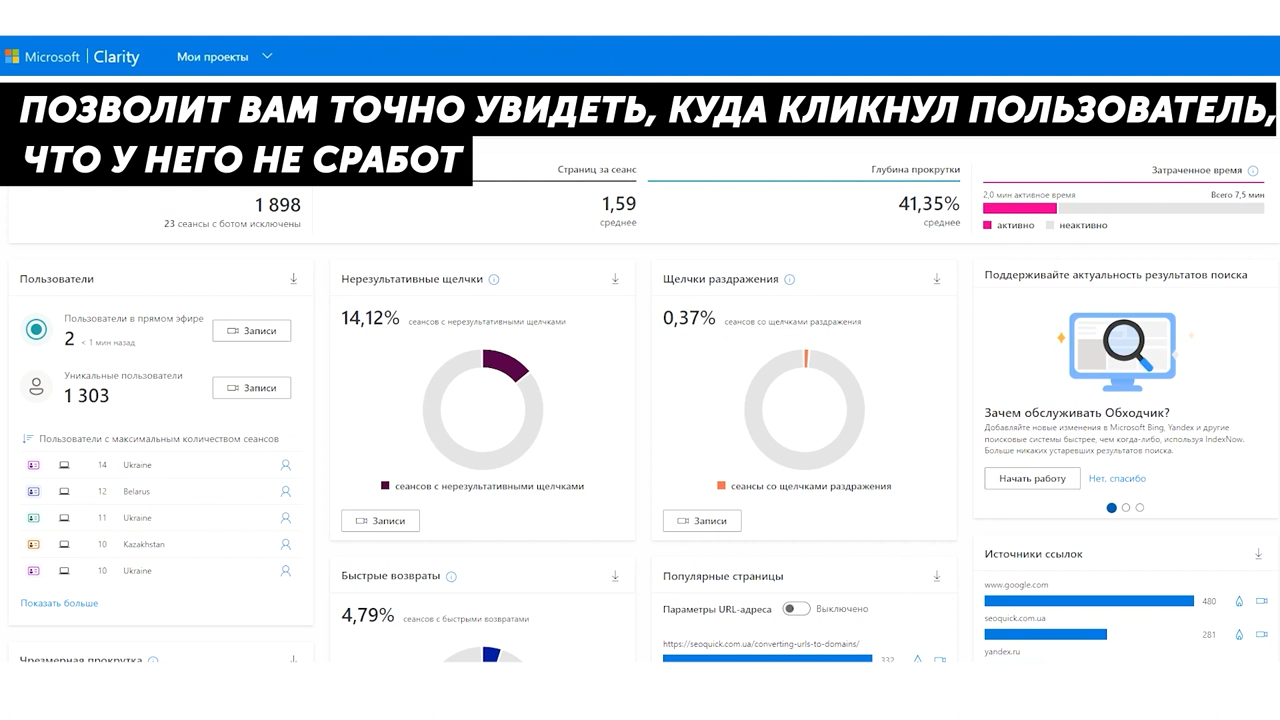 Microsoft | Clarity
Мои проекты
ПОЗВОЛИТ ВАМ ТОЧНО УВИДЕТЬ, КУДА КЛИКНУЛ ПОЛЬЗОВАТЕЛЬ,
ЧТО У НЕГО НЕ СРАБОТ
1 898
23 сеансы с ботом исключены
Страниц за сеанс
1,59
среднее
Глубина прокрутки
41,35%
среднее
Затраченное время
2,0 мин активное время
Всего 7,5 мин
активно
неактивно
Пользователи
Пользователи в прямом эфире
2 < 1 мин назад
Записи
Уникальные пользователи
1 303
Записи
Пользователи с максимальным количеством сеансов
14 Ukraine
12 Belarus
11 Ukraine
10 Kazakhstan
10 Ukraine
Показать больше
Чрезмерная прокрутка
Нерезультативные щелчки
14,12% сеансов с нерезультативными щелчками
сеансов с нерезультативными щелчками
Записи
Быстрые возвраты
4,79% сеансов с быстрыми возвратами
Щелчки раздражения
0,37% сеансов со щелчками раздражения
сеансы со щелчками раздражения
Записи
Популярные страницы
Параметры URL-адреса
Выключено
https://seoquick.com.ua/converting-urls-to-domains/
332
Поддерживайте актуальность результатов поиска
Зачем обслуживать Обходчик?
Добавляйте новые изменения в Microsoft Bing, Yandex и другие
поисковые системы быстрее, чем когда-либо, используя IndexNow.
Больше никаких устаревших результатов поиска.
Начать работу
Нет, спасибо
Источники ссылок
www.google.com
480
seoquick.com.ua
281
yandex.ru